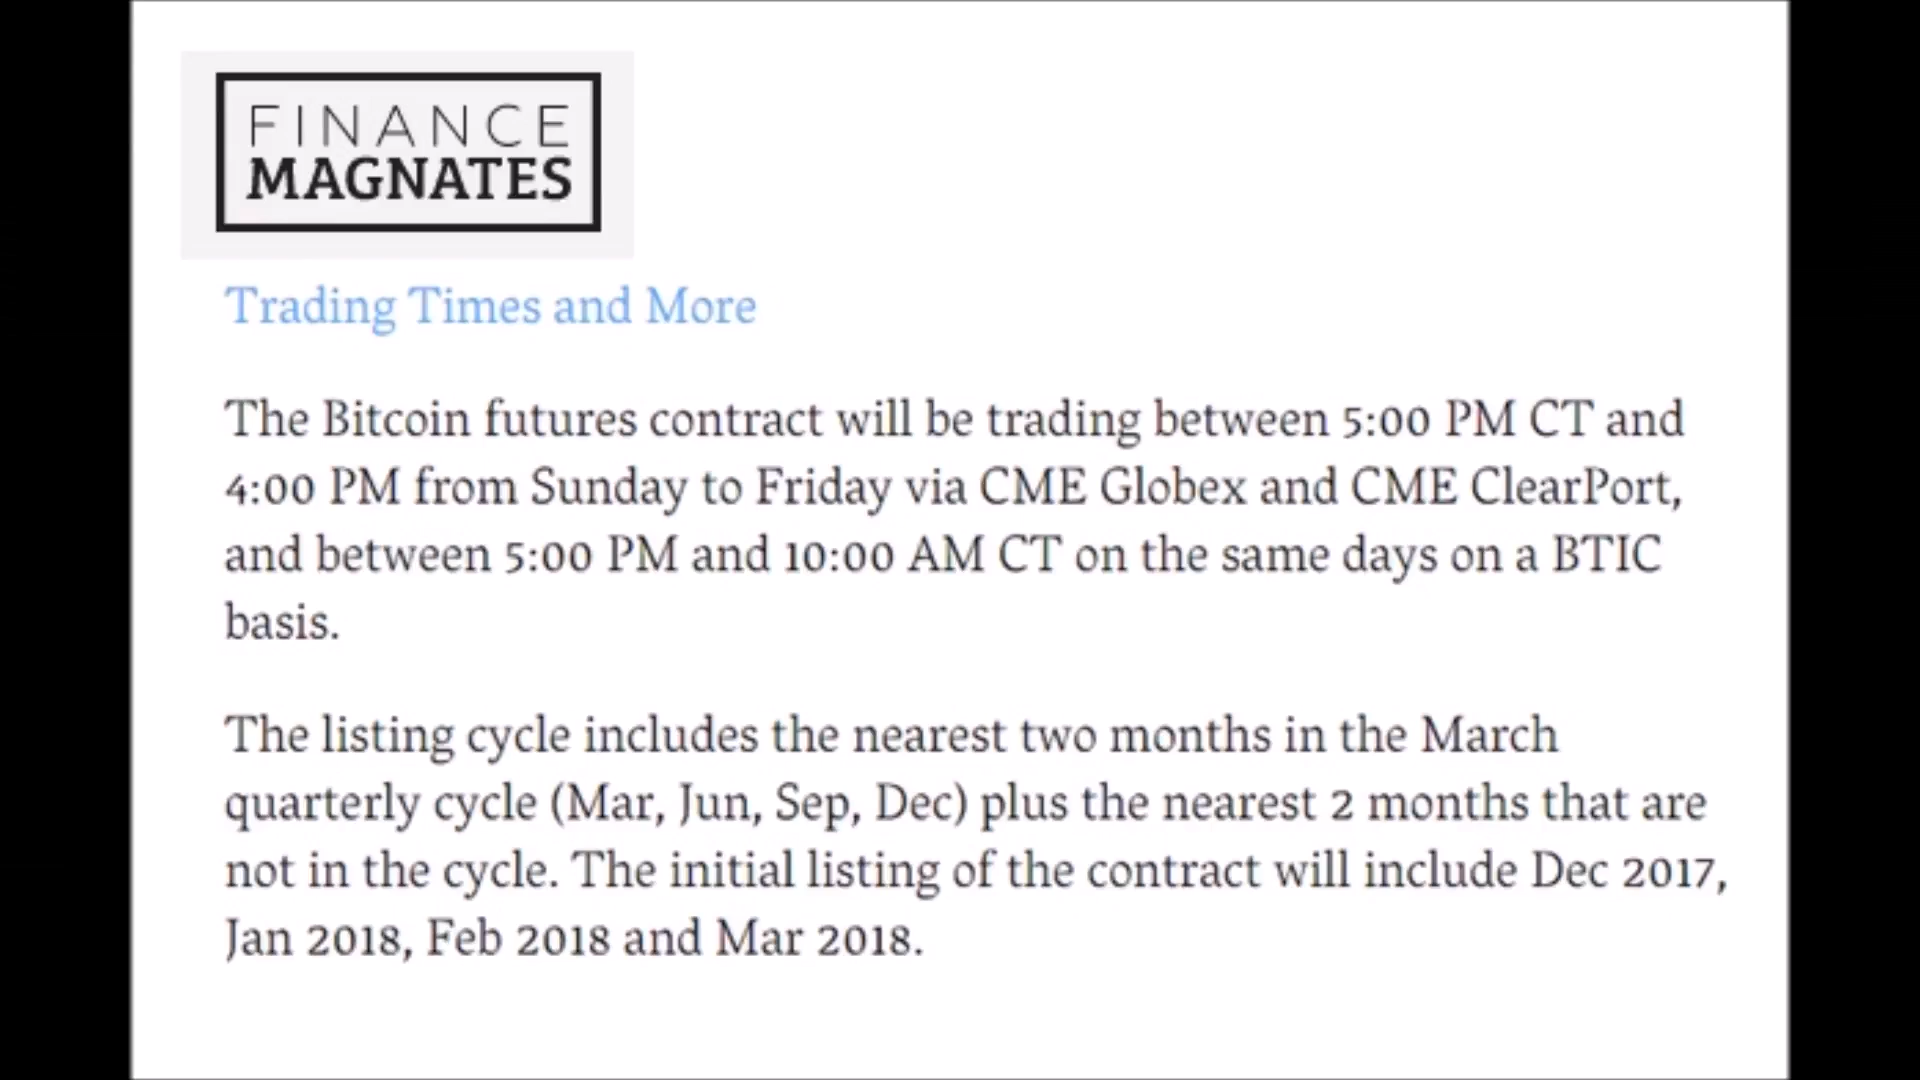 FINANCE
MAGNATES
Trading Times and More
The Bitcoin futures contract will be trading between 5:00 PM CT and
4:00 PM from Sunday to Friday via CME Globex and CME ClearPort,
and between 5:00 PM and 10:00 AM CT on the same days on a BTIC
basis.
The listing cycle includes the nearest two months in the March
quarterly cycle (Mar, Jun, Sep, Dec) plus the nearest 2 months that are
not in the cycle. The initial listing of the contract will include Dec 2017,
Jan 2018, Feb 2018 and Mar 2018.